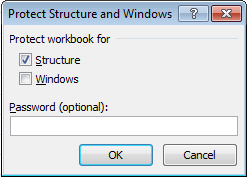 Protect Structure and Windows
Protect workbook for
Structure
Windows
Password (optional):
OK
Cancel